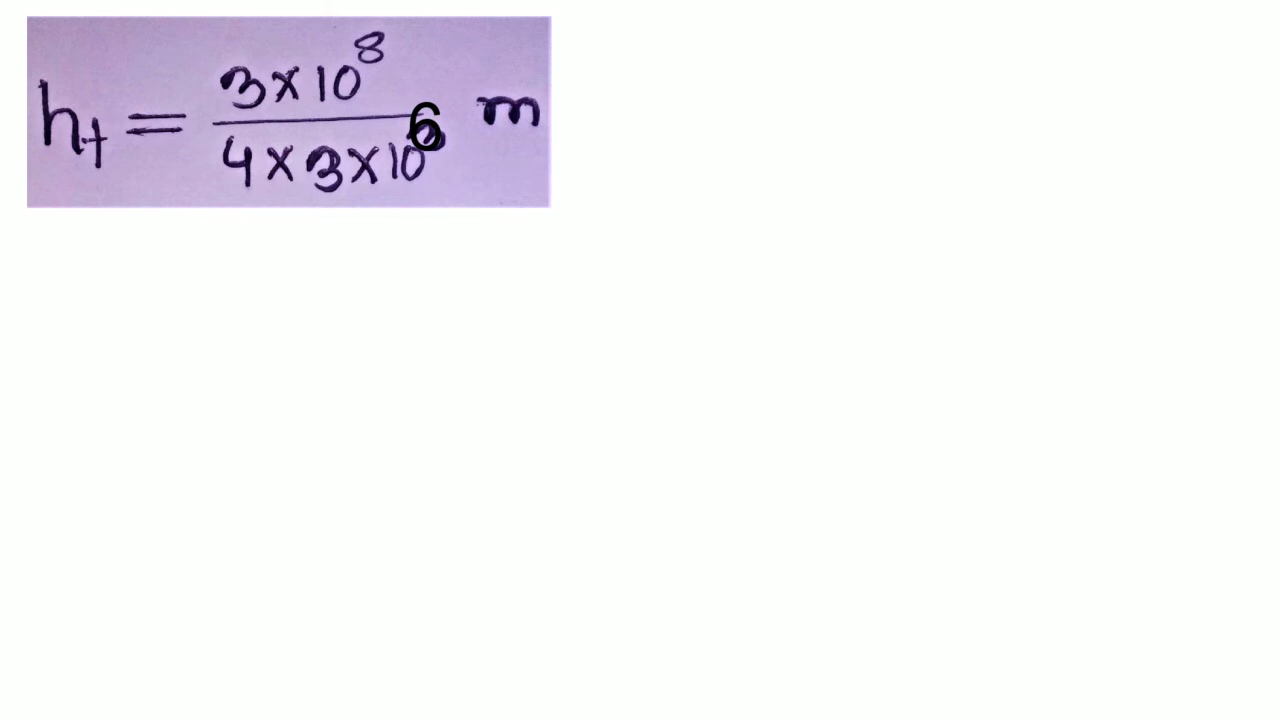 hₜ = (3×10⁸)/(4×3×10⁶) m